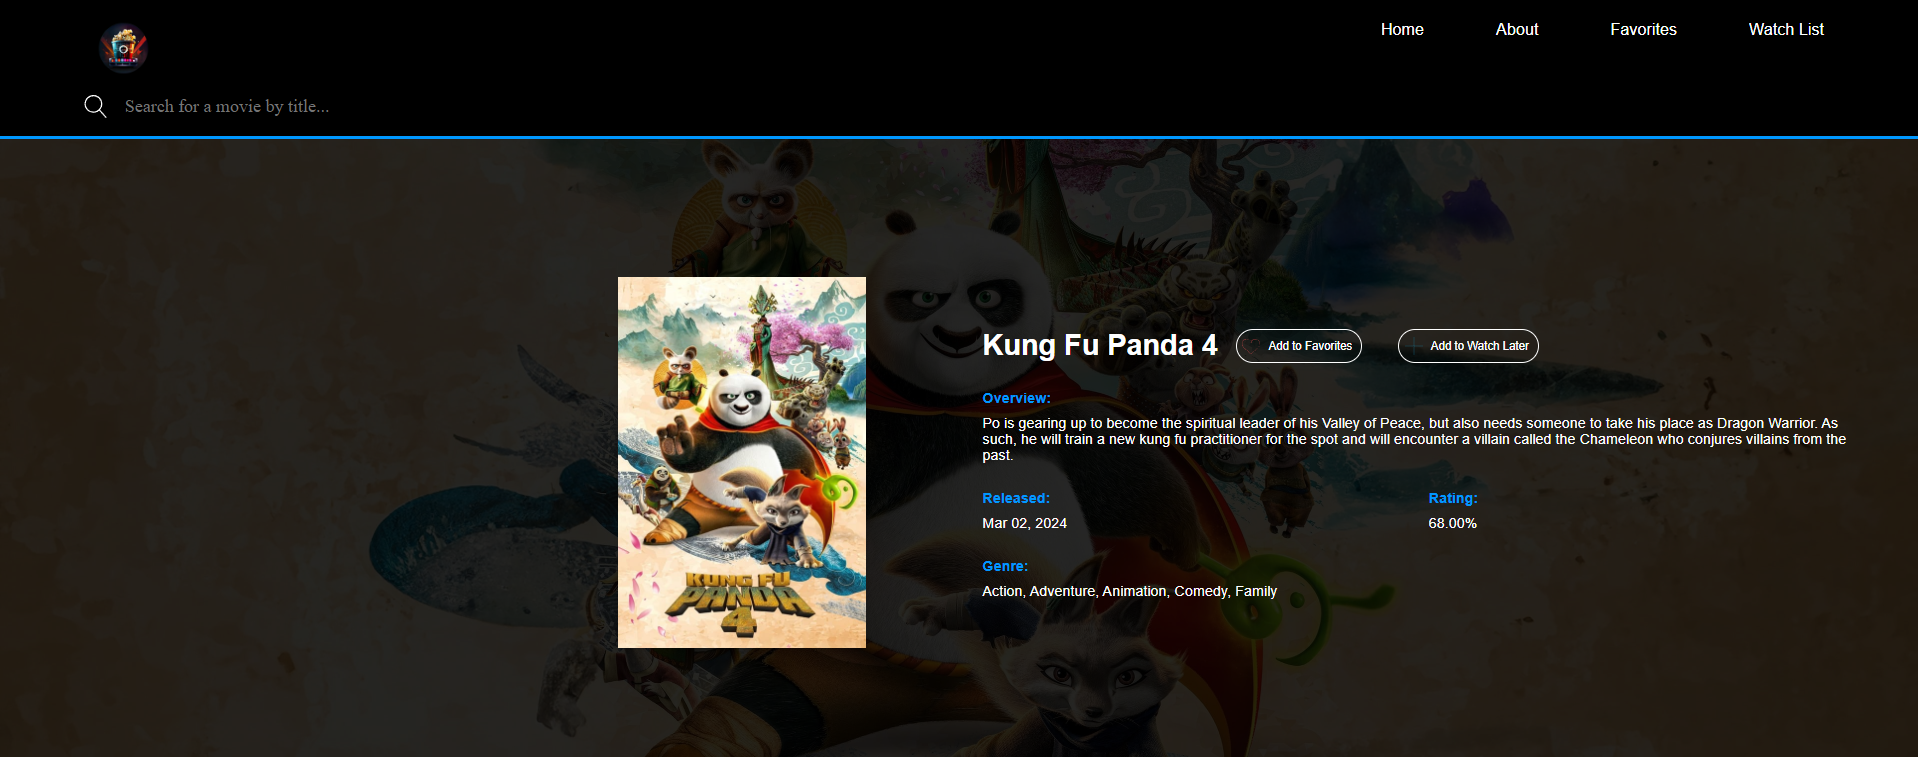 Home About Favorites Watch List
Search for a movie by title...
Kung Fu Panda 4
Add to Favorites
Add to Watch Later
Overview:
Po is gearing up to become the spiritual leader of his Valley of Peace, but also needs someone to take his place as Dragon Warrior. As
such, he will train a new kung fu practitioner for the spot and will encounter a villain called the Chameleon who conjures villains from the
past.
Released:
Mar 02, 2024
Rating:
68.00%
Genre:
Action, Adventure, Animation, Comedy, Family
KUNG FU
PANDA
4